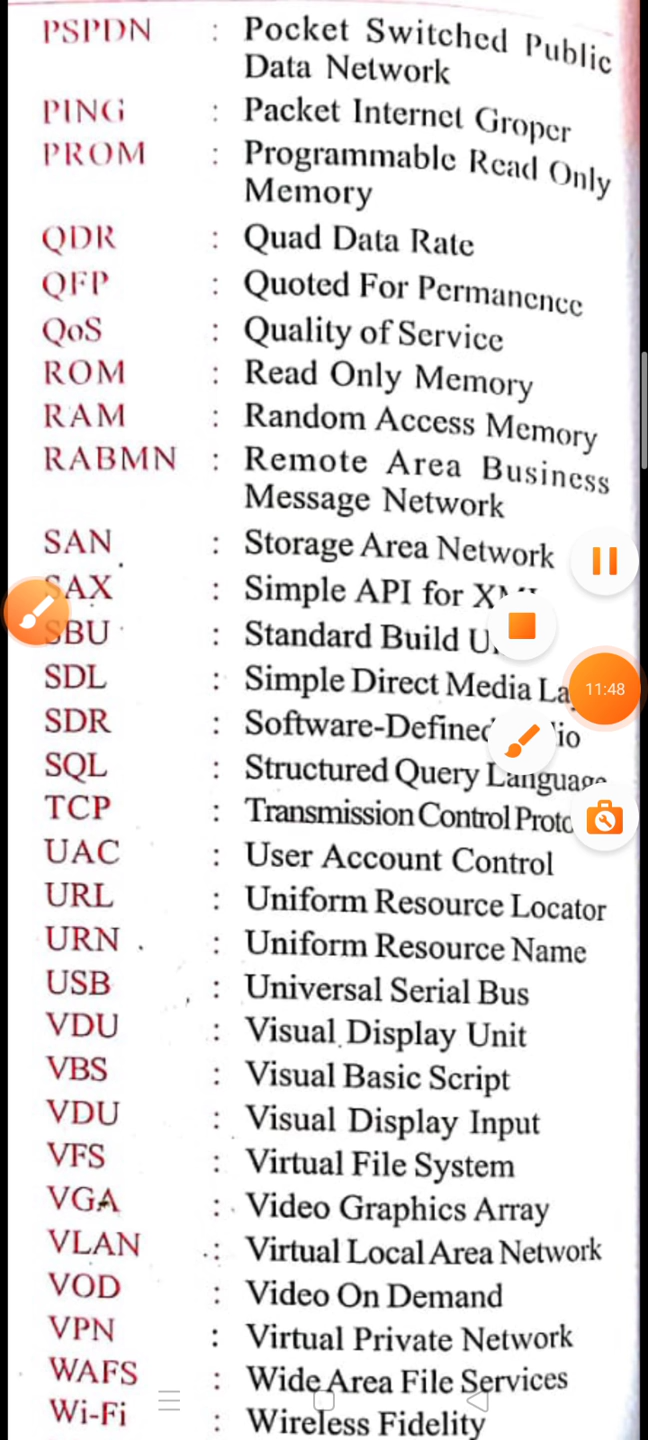 PSPDN : Pocket Switched Public
Data Network
PING : Packet Internet Groper
PROM : Programmable Read Only
Memory
QDR : Quad Data Rate
QFP : Quoted For Permanence
QoS : Quality of Service
ROM : Read Only Memory
RAM : Random Access Memory
RABMN : Remote Area Business
Message Network
SAN : Storage Area Network
SAX : Simple API for
SBU : Standard Build
SDL : Simple Direct Media
SDR : Software-Defined
SQL : Structured Query Language
11:48
TCP : Transmission Control
UAC : User Account Control
URL : Uniform Resource Locator
URN : Uniform Resource Name
USB : Universal Serial Bus
VDU : Visual Display Unit
VBS : Visual Basic Script
VDU : Visual Display Input
VFS : Virtual File System
VGA : Video Graphics Array
VLAN : Virtual Local Area Network
VOD : Video On Demand
VPN : Virtual Private Network
WAFS : Wide Area File Services
Wi-Fi : Wireless Fidelity